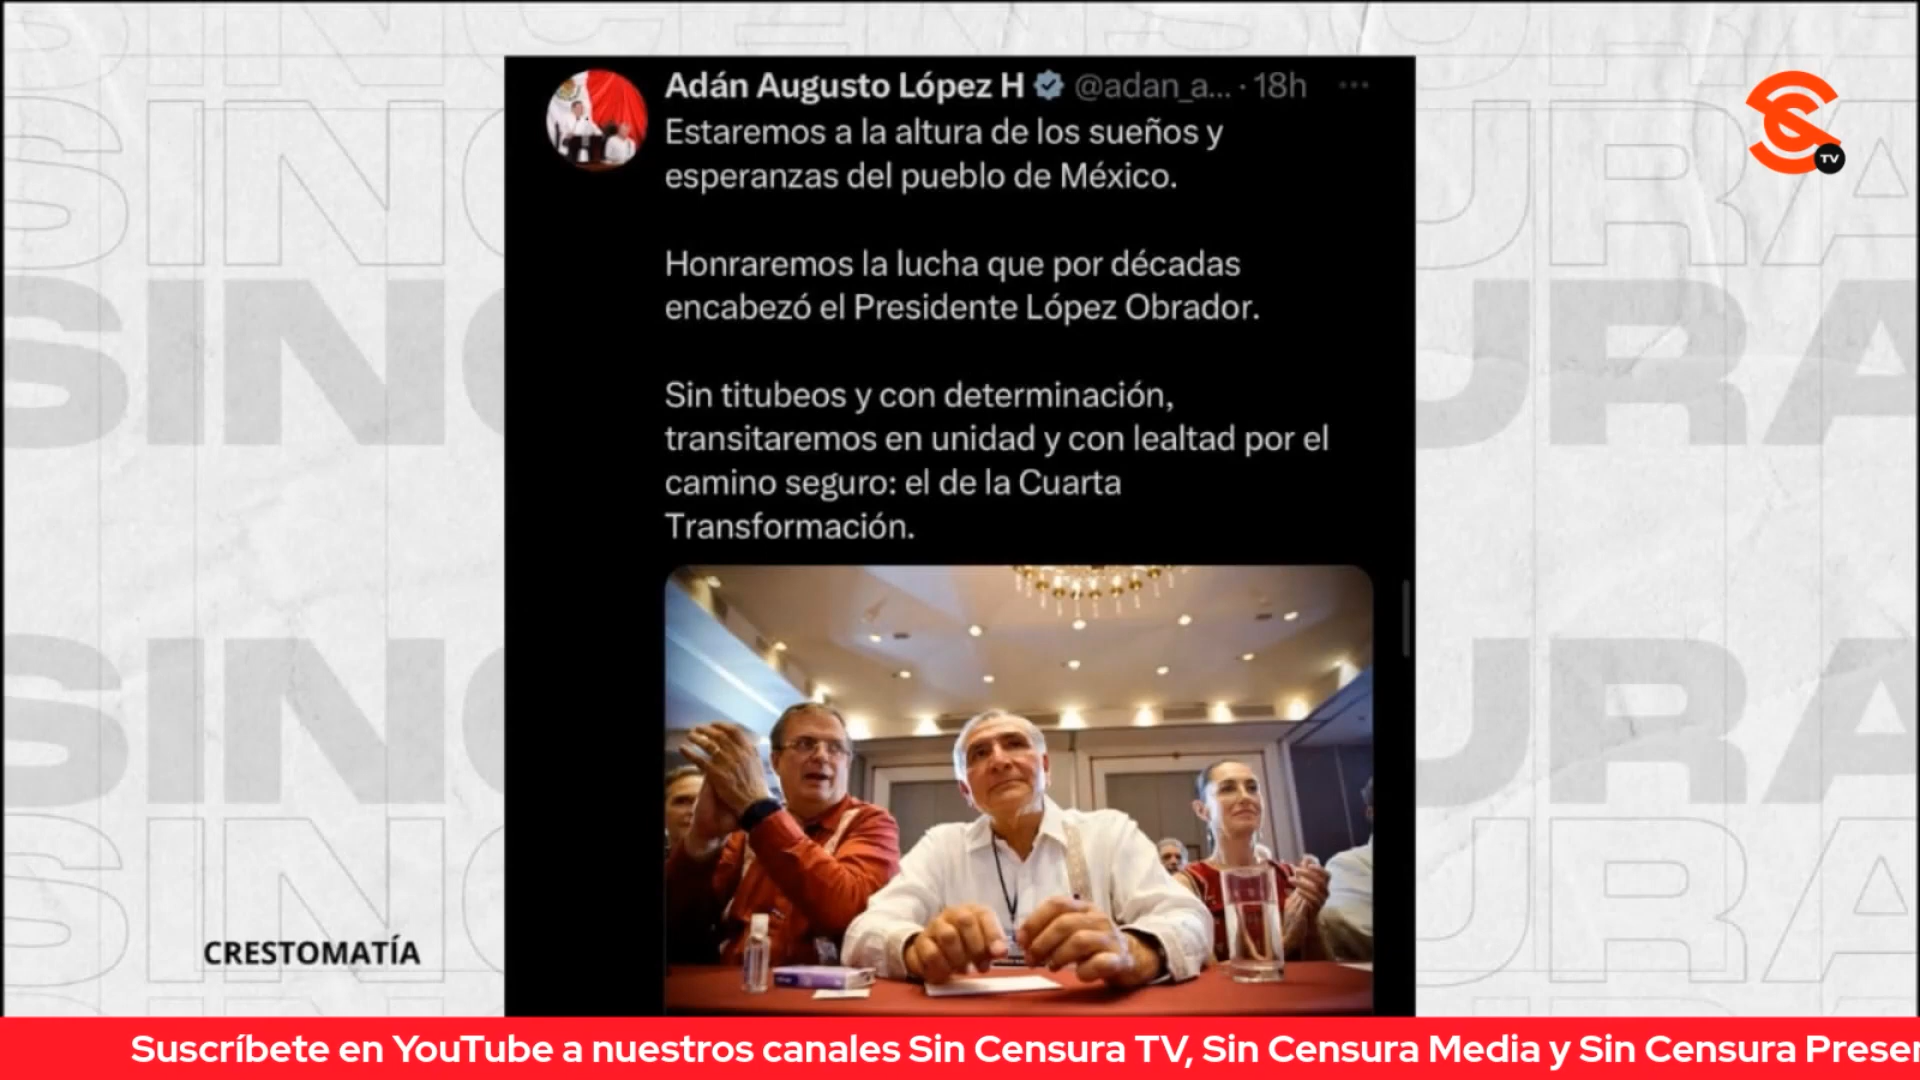 Adán Augusto López H @adan_a... · 18h
Estaremos a la altura de los sueños y
esperanzas del pueblo de México.
Honraremos la lucha que por décadas
encabezó el Presidente López Obrador.
Sin titubeos y con determinación,
transitaremos en unidad y con lealtad por el
camino seguro: el de la Cuarta
Transformación.
TV
CRESTOMATÍA
Suscríbete en YouTube a nuestros canales Sin Censura TV, Sin Censura Media y Sin Censura